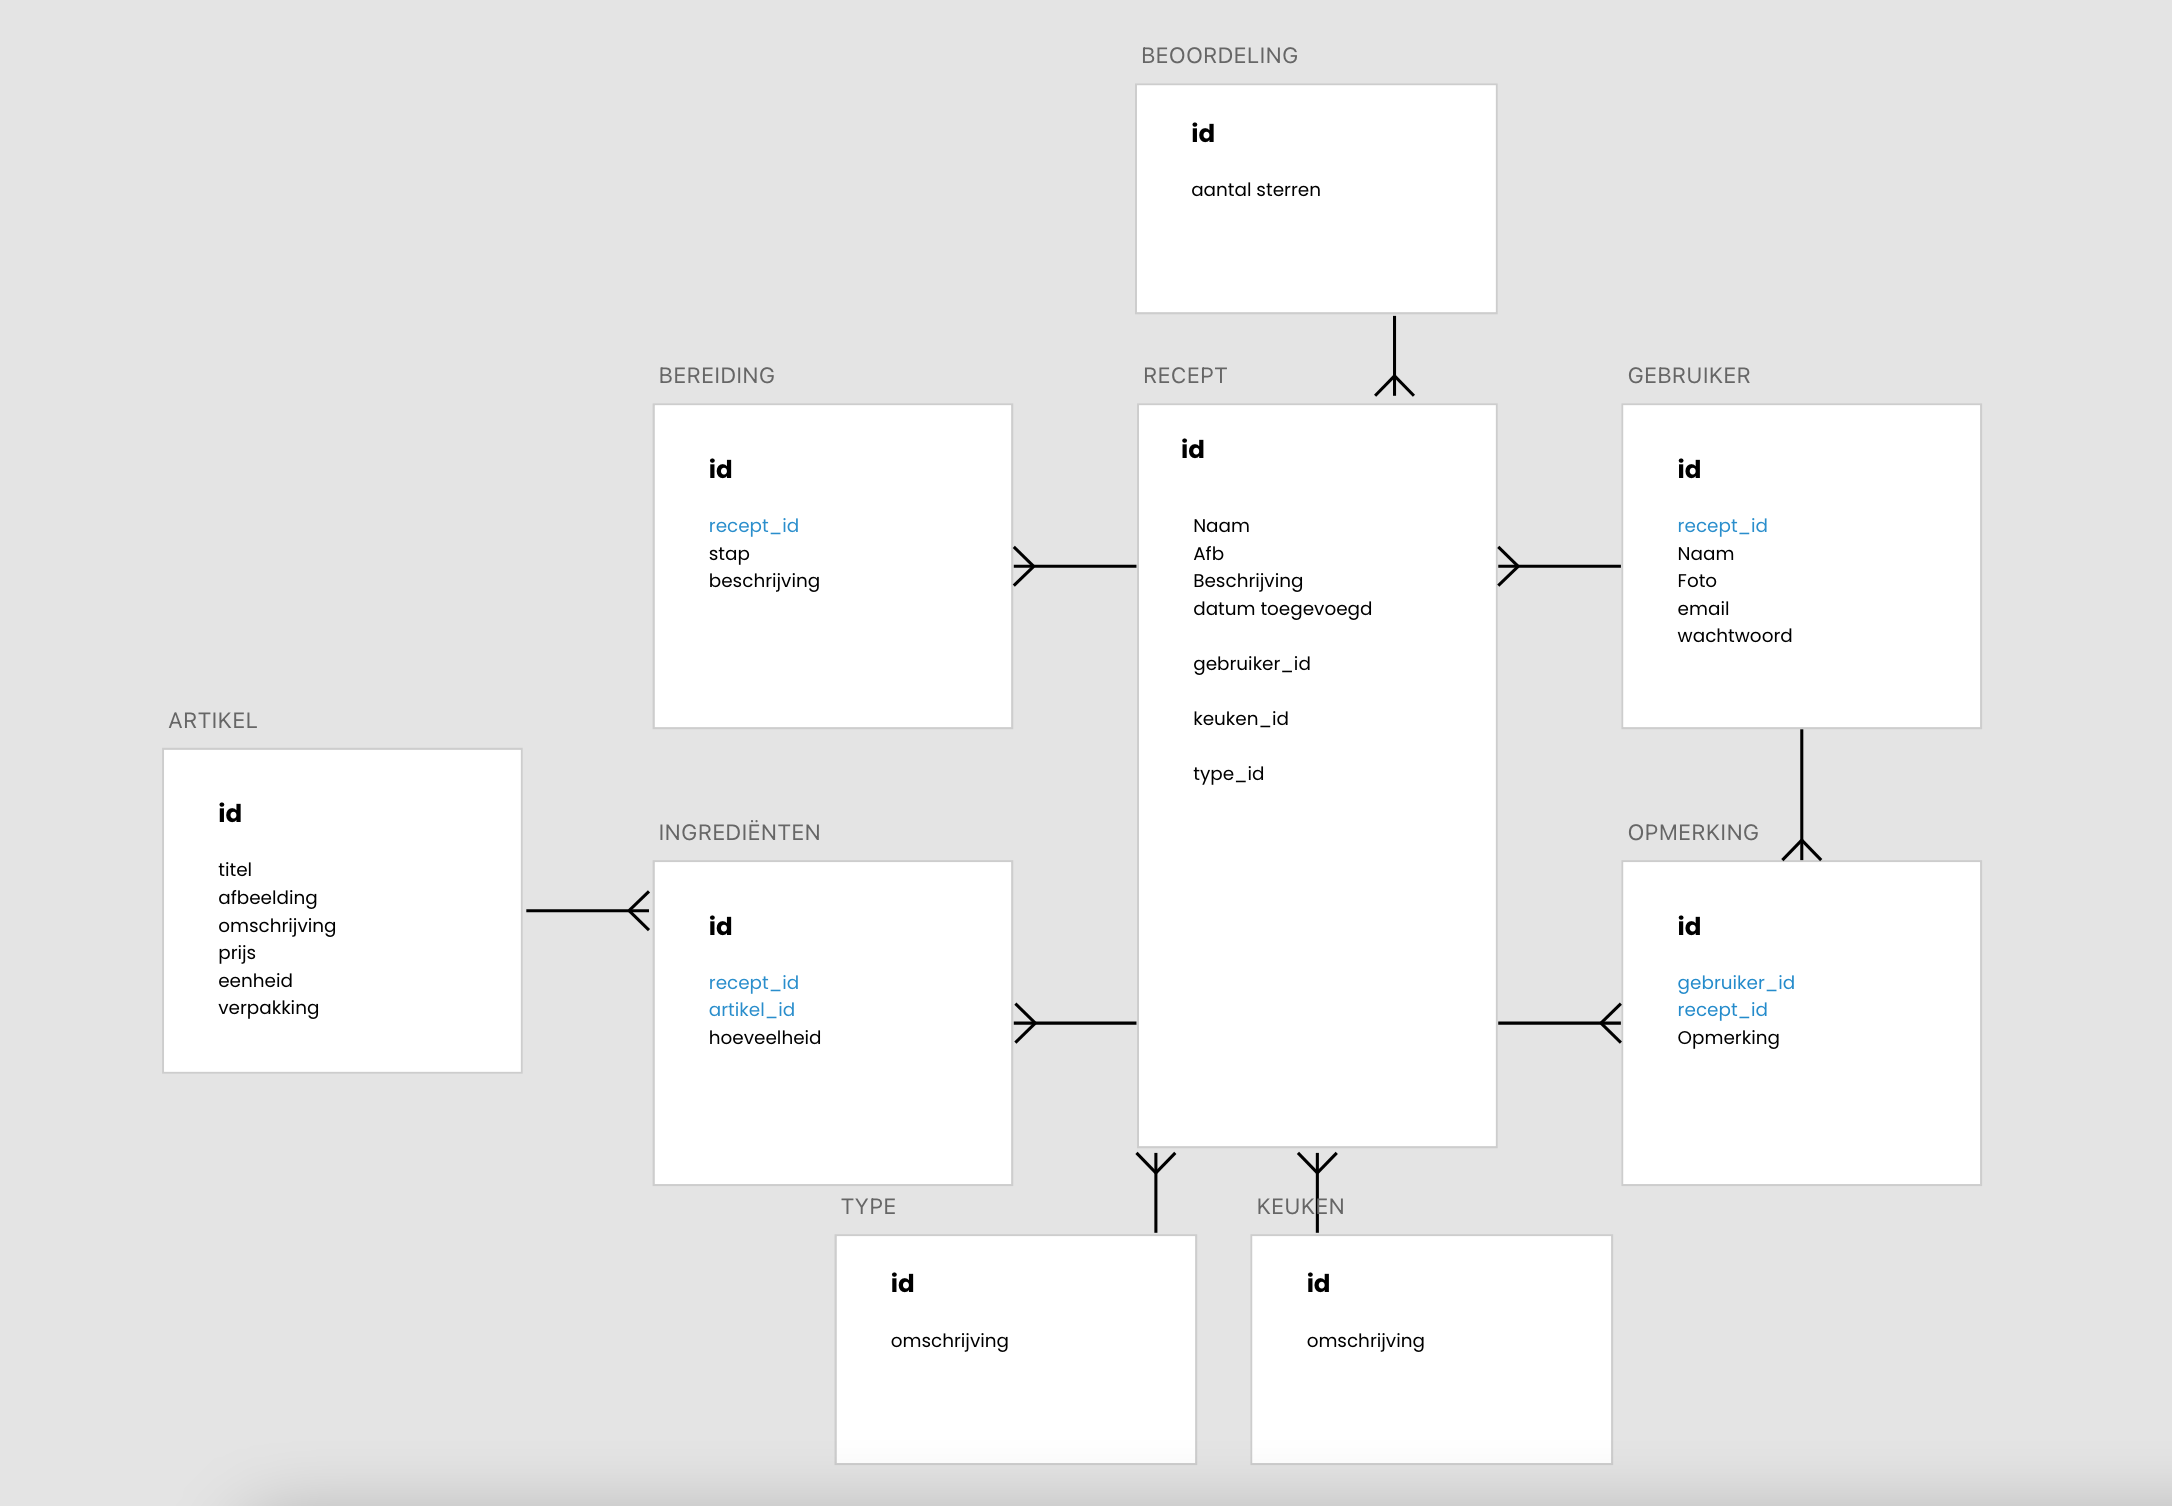 BEOORDELING
id
aantal sterren
BEREIDING
id
recept_id
stap
beschrijving
RECEPT
id
Naam
Afb
Beschrijving
datum toegevoegd
gebruiker_id
keuken_id
type_id
GEBRUIKER
id
recept_id
Naam
Foto
email
wachtwoord
ARTIKEL
id
titel
afbeelding
omschrijving
prijs
eenheid
verpakking
INGREDIËNTEN
id
recept_id
artikel_id
hoeveelheid
OPMERKING
id
gebruiker_id
recept_id
Opmerking
TYPE
id
omschrijving
KEUKEN
id
omschrijving